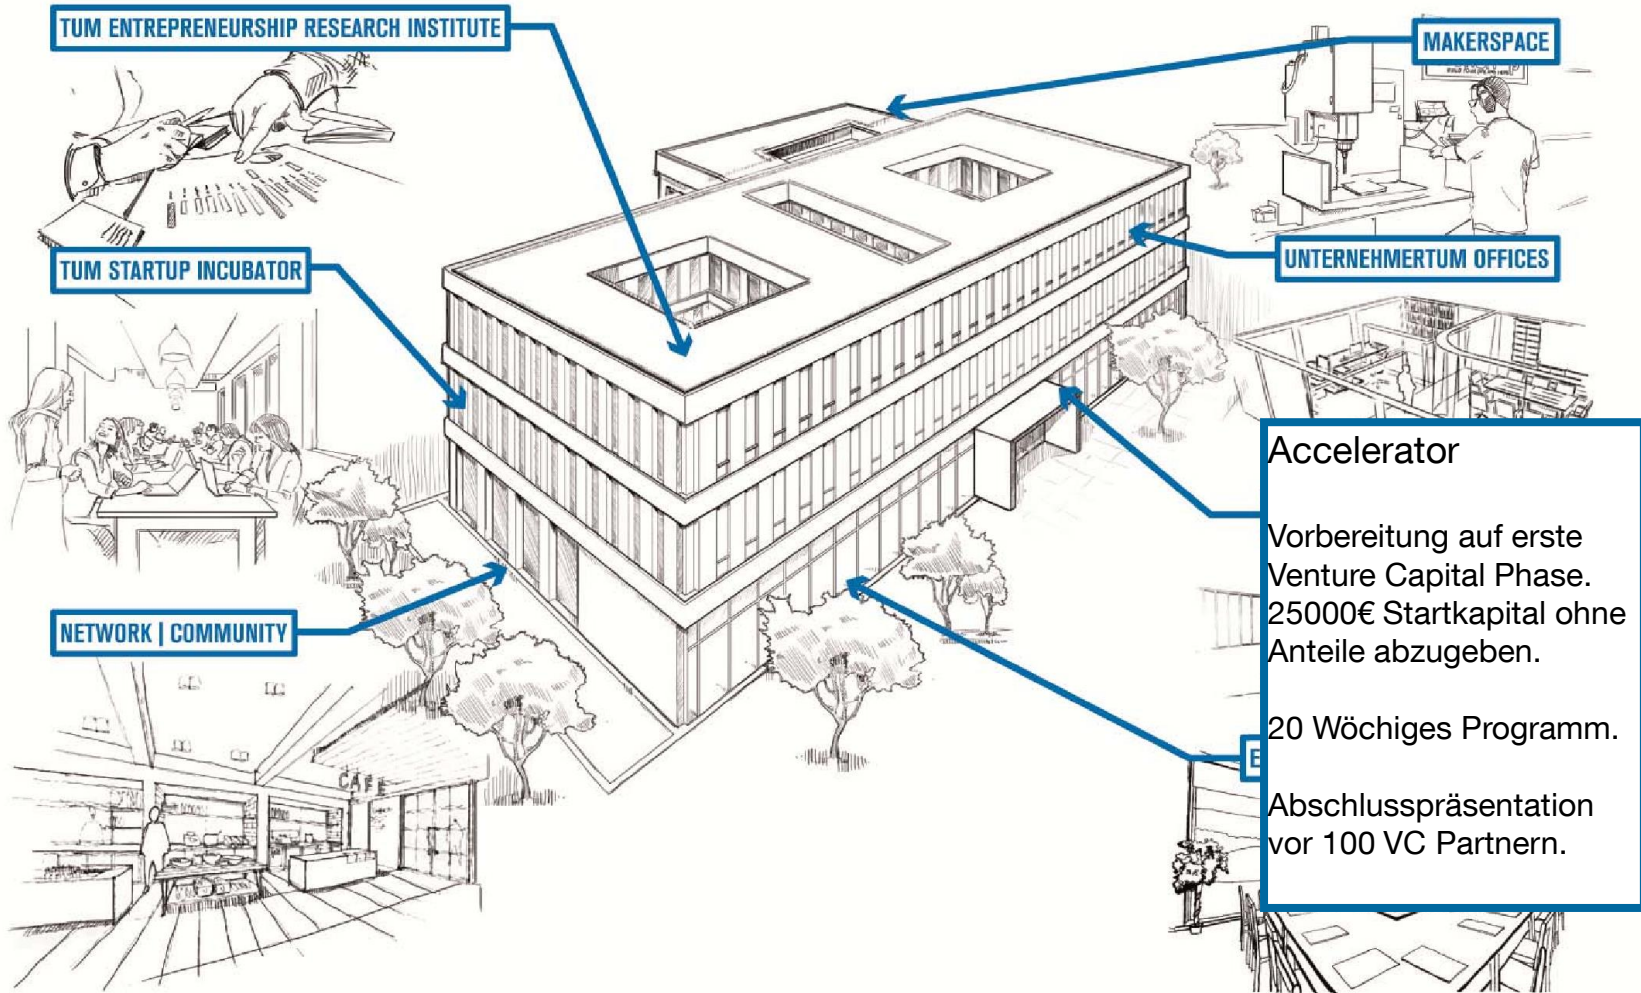 TUM ENTREPRENEURSHIP RESEARCH INSTITUTE
MAKERSPACE
TUM STARTUP INCUBATOR
UNTERNEHMERTUM OFFICES
NETWORK | COMMUNITY
CAFE
Accelerator
Vorbereitung auf erste
Venture Capital Phase.
25000€ Startkapital ohne
Anteile abzugeben.
20 Wöchiges Programm.
Abschlusspräsentation
vor 100 VC Partnern.